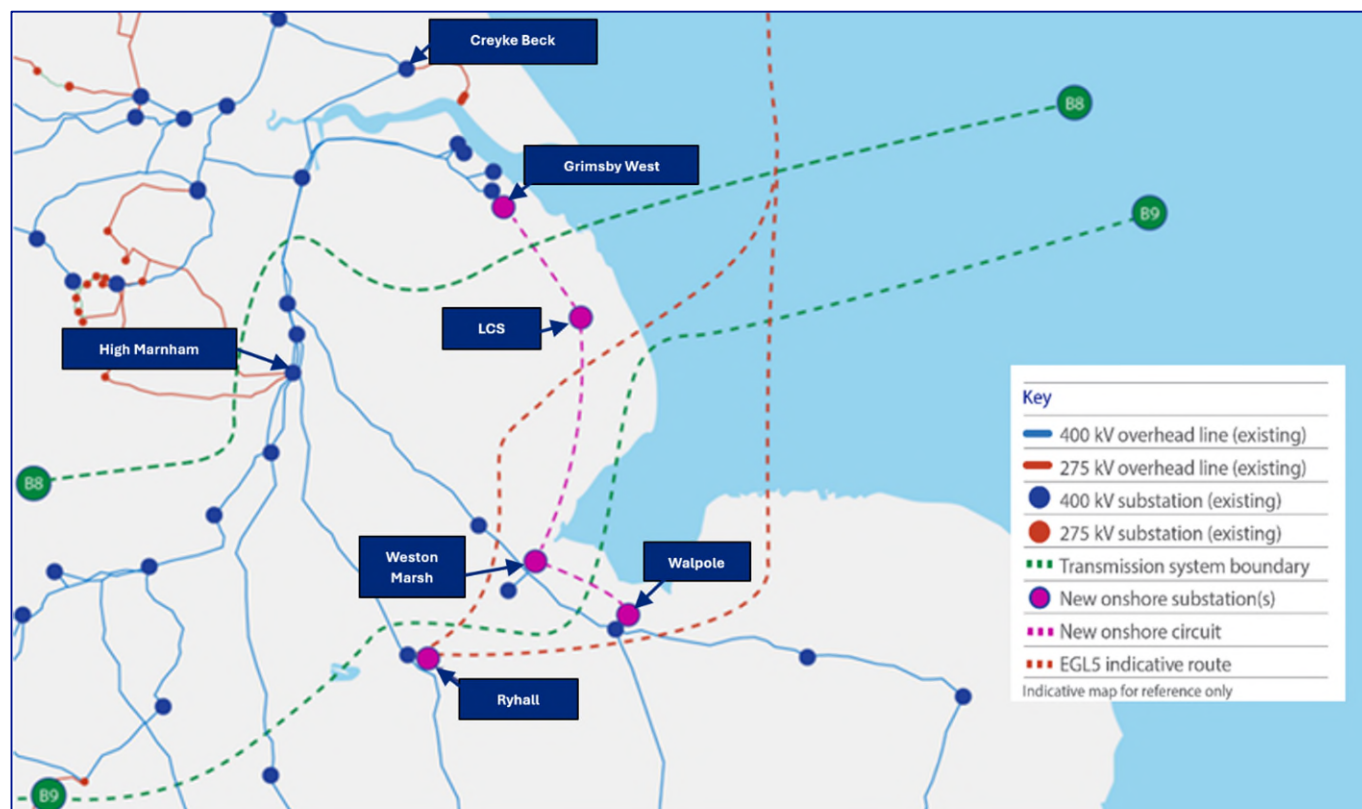 Creyke Beck
B8
Grimsby West
B9
LCS
High Marnham
B8
Weston
Marsh
Walpole
Ryhall
B9
Key
400 kV overhead line (existing)
275 kV overhead line (existing)
400 kV substation (existing)
275 kV substation (existing)
Transmission system boundary
New onshore substation(s)
New onshore circuit
EGL5 indicative route
Indicative map for reference only